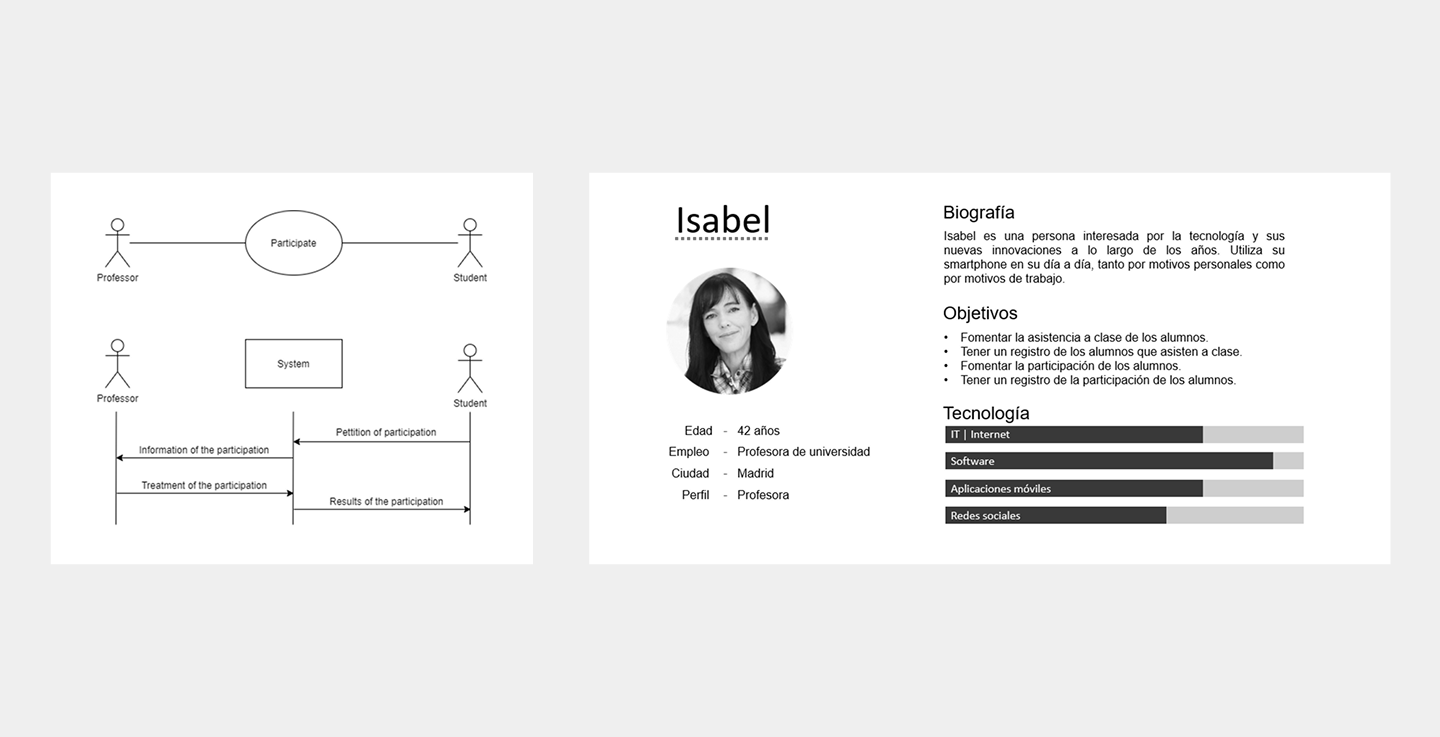 Participate
Professor
Student
System
Professor
Student
Pettition of participation
Information of the participation
Treatment of the participation
Results of the participation
Isabel
Edad - 42 años
Empleo - Profesora de universidad
Ciudad - Madrid
Perfil - Profesora
Biografía
Isabel es una persona interesada por la tecnología y sus
nuevas innovaciones a lo largo de los años. Utiliza su
smartphone en su día a día, tanto por motivos personales como
por motivos de trabajo.
Objetivos
• Fomentar la asistencia a clase de los alumnos.
• Tener un registro de los alumnos que asisten a clase.
• Fomentar la participación de los alumnos.
• Tener un registro de la participación de los alumnos.
Tecnología
IT | Internet
Software
Aplicaciones móviles
Redes sociales